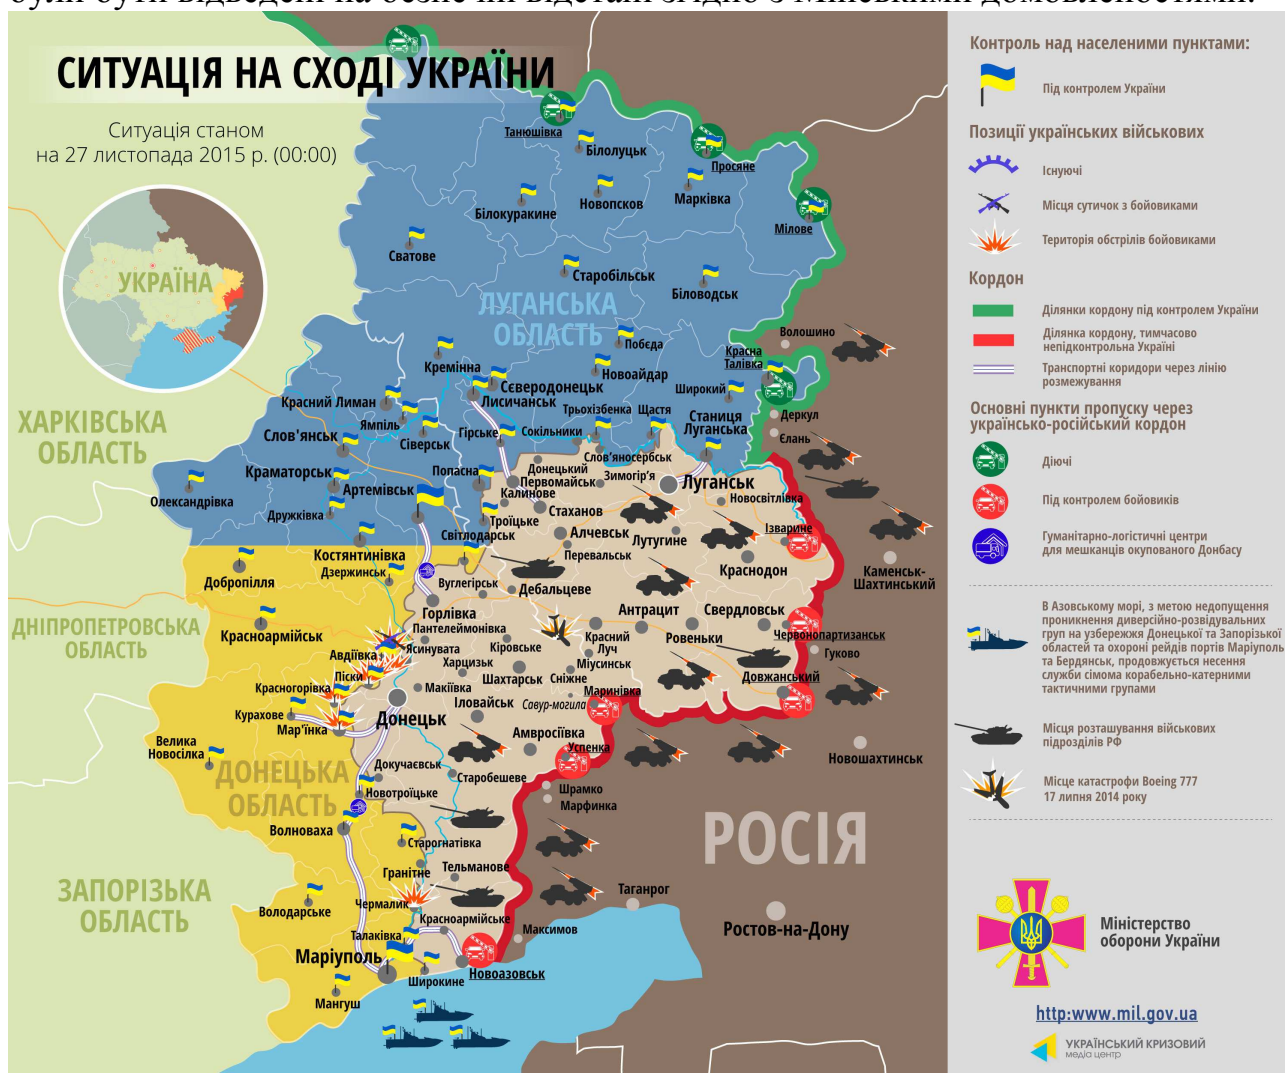 були бути відведені на безпечній відстані згідно з Мінськими домовленостями.
СИТУАЦІЯ НА СХОДІ УКРАЇНИ
Ситуація станом
на 27 листопада 2015 р. (00:00)
УКРАЇНА
ХАРКІВСЬКА
ОБЛАСТЬ
ДНІПРОПЕТРОВСЬКА
ОБЛАСТЬ
ЗАПОРІЗЬКА
ОБЛАСТЬ
ЛУГАНСЬКА
ОБЛАСТЬ
ДОНЕЦЬКА
ОБЛАСТЬ
РОСІЯ
Танюшівка
Білолуцьк
Просяне
Білокуракине
Новопсков
Марківка
Мілове
Сватове
Старобільськ
Біловодськ
Волошино
Побєда
Красна
Талівка
Кремінна
Сєверодонецьк
Новоайдар
Широкий
Лисичанськ
Красний Лиман
Трьохізбенка
Щастя
Станиця
Луганська
Деркул
Ямпіль
Гірське
Сокільники
Єлань
Слов'янськ
Сіверськ
Слов'яносербськ
Краматорськ
Попасна
Донецький
Зимогір'я
Первомайськ
Луганськ
Олександрівка
Артемівськ
Калинове
Новосвітлівка
Дружківка
Троїцьке
Стаханов
Світлодарськ
Алчевськ
Лутугине
Ізварине
Костянтинівка
Перевальськ
Дзержинськ
Краснодон
Каменськ-
Шахтинський
Добропілля
Вуглегірськ
Дебальцеве
Горлівка
Антрацит
Свердловськ
Красноармійськ
Пантелеймонівка
Красний
Луч
Ровеньки
Червонопартизанськ
Авдіївка
Ясинувата
Кіровське
Гуково
Харцизьк
Міусинськ
Піски
Шахтарськ
Сніжне
Довжанський
Красногорівка
Макіївка
Маринівка
Курахове
Донецьк
Іловайськ
Савур-могила
Мар'їнка
Амвросіївка
Велика
Новосілка
Успенка
Новошахтинськ
Докучаєвськ
Старобешеве
Новотроїцьке
Шрамко
Марфинка
Волноваха
Старогнатівка
Гранітне
Тельманове
Таганрог
Володарське
Чермалик
Красноармійське
Ростов-на-Дону
Талаківка
Максимов
Маріуполь
Широкине
Новоазовськ
Мангуш
Контроль над населеними пунктами:
Під контролем України
Позиції українських військових
Існуючі
Місця сутичок з бойовиками
Територія обстрілів бойовиками
Кордон
Ділянки кордону під контролем України
Ділянка кордону, тимчасово
непідконтрольна Україні
Транспортні коридори через лінію
розмежування
Основні пункти пропуску через
українсько-російський кордон
Діючі
Під контролем бойовиків
Гуманітарно-логістичні центри
для мешканців окупованого Донбасу
В Азовському морі, з метою недопущення
проникнення диверсійно-розвідувальних
груп на узбережжя Донецької та Запорізької
областей та охороні рейдів портів Маріуполь
та Бердянськ, продовжується несення
служби сімома корабельно-катерними
тактичними групами
Місця розташування військових
підрозділів РФ
Місце катастрофи Boeing 777
17 липня 2014 року
Міністерство
оборони України
http:www.mil.gov.ua
УКРАЇНСЬКИЙ КРИЗОВИЙ
медіа центр